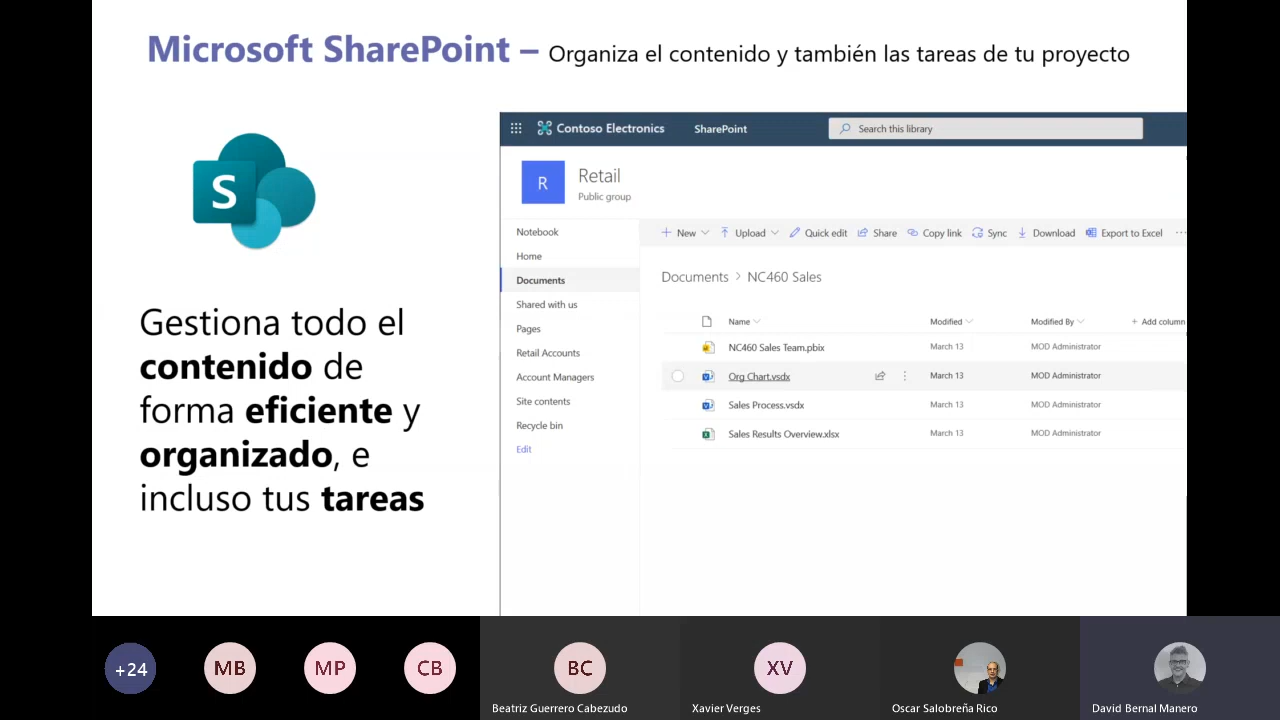 Microsoft SharePoint – Organiza el contenido y también las tareas de tu proyecto
S
Gestiona todo el
contenido de
forma eficiente y
organizado, e
incluso tus tareas
Contoso Electronics SharePoint Search this library
R
Retail
Public group
Notebook
Home
Documents
Shared with us
Pages
Retail Accounts
Account Managers
Site contents
Recycle bin
Edit
+ New Upload Quick edit Share Copy link Sync Download Export to Excel ...
Documents > NC460 Sales
Name Modified Modified By + Add column
NC460 Sales Team.pbix March 13 MOD Administrator
Org Chart.vsdx March 13 MOD Administrator
Sales Process.vsdx March 13 MOD Administrator
Sales Results Overview.xlsx March 13 MOD Administrator
+24 MB MP CB BC XV
Beatriz Guerrero Cabezudo Xavier Verges Oscar Salobreña Rico David Bernal Manero